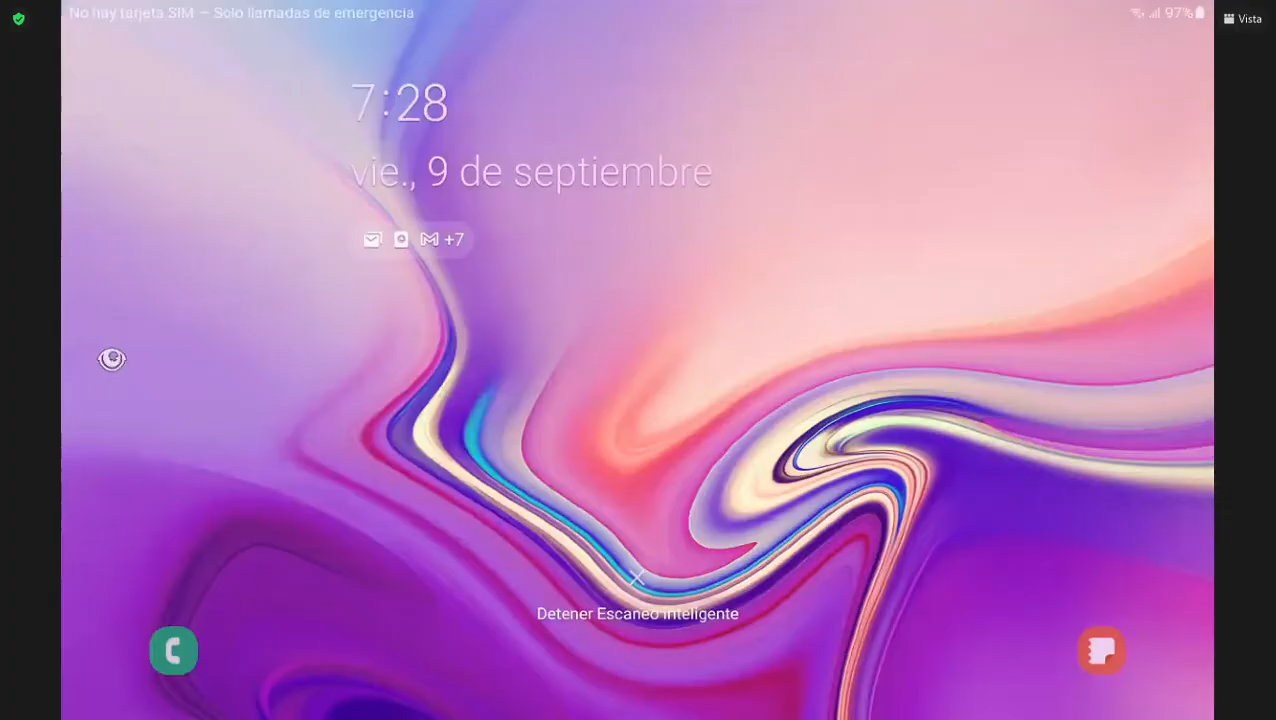 No hay tarjeta SIM — Solo llamadas de emergencia
97%
Vista
7:28
vie., 9 de septiembre
+7
Detener Escaneo inteligente